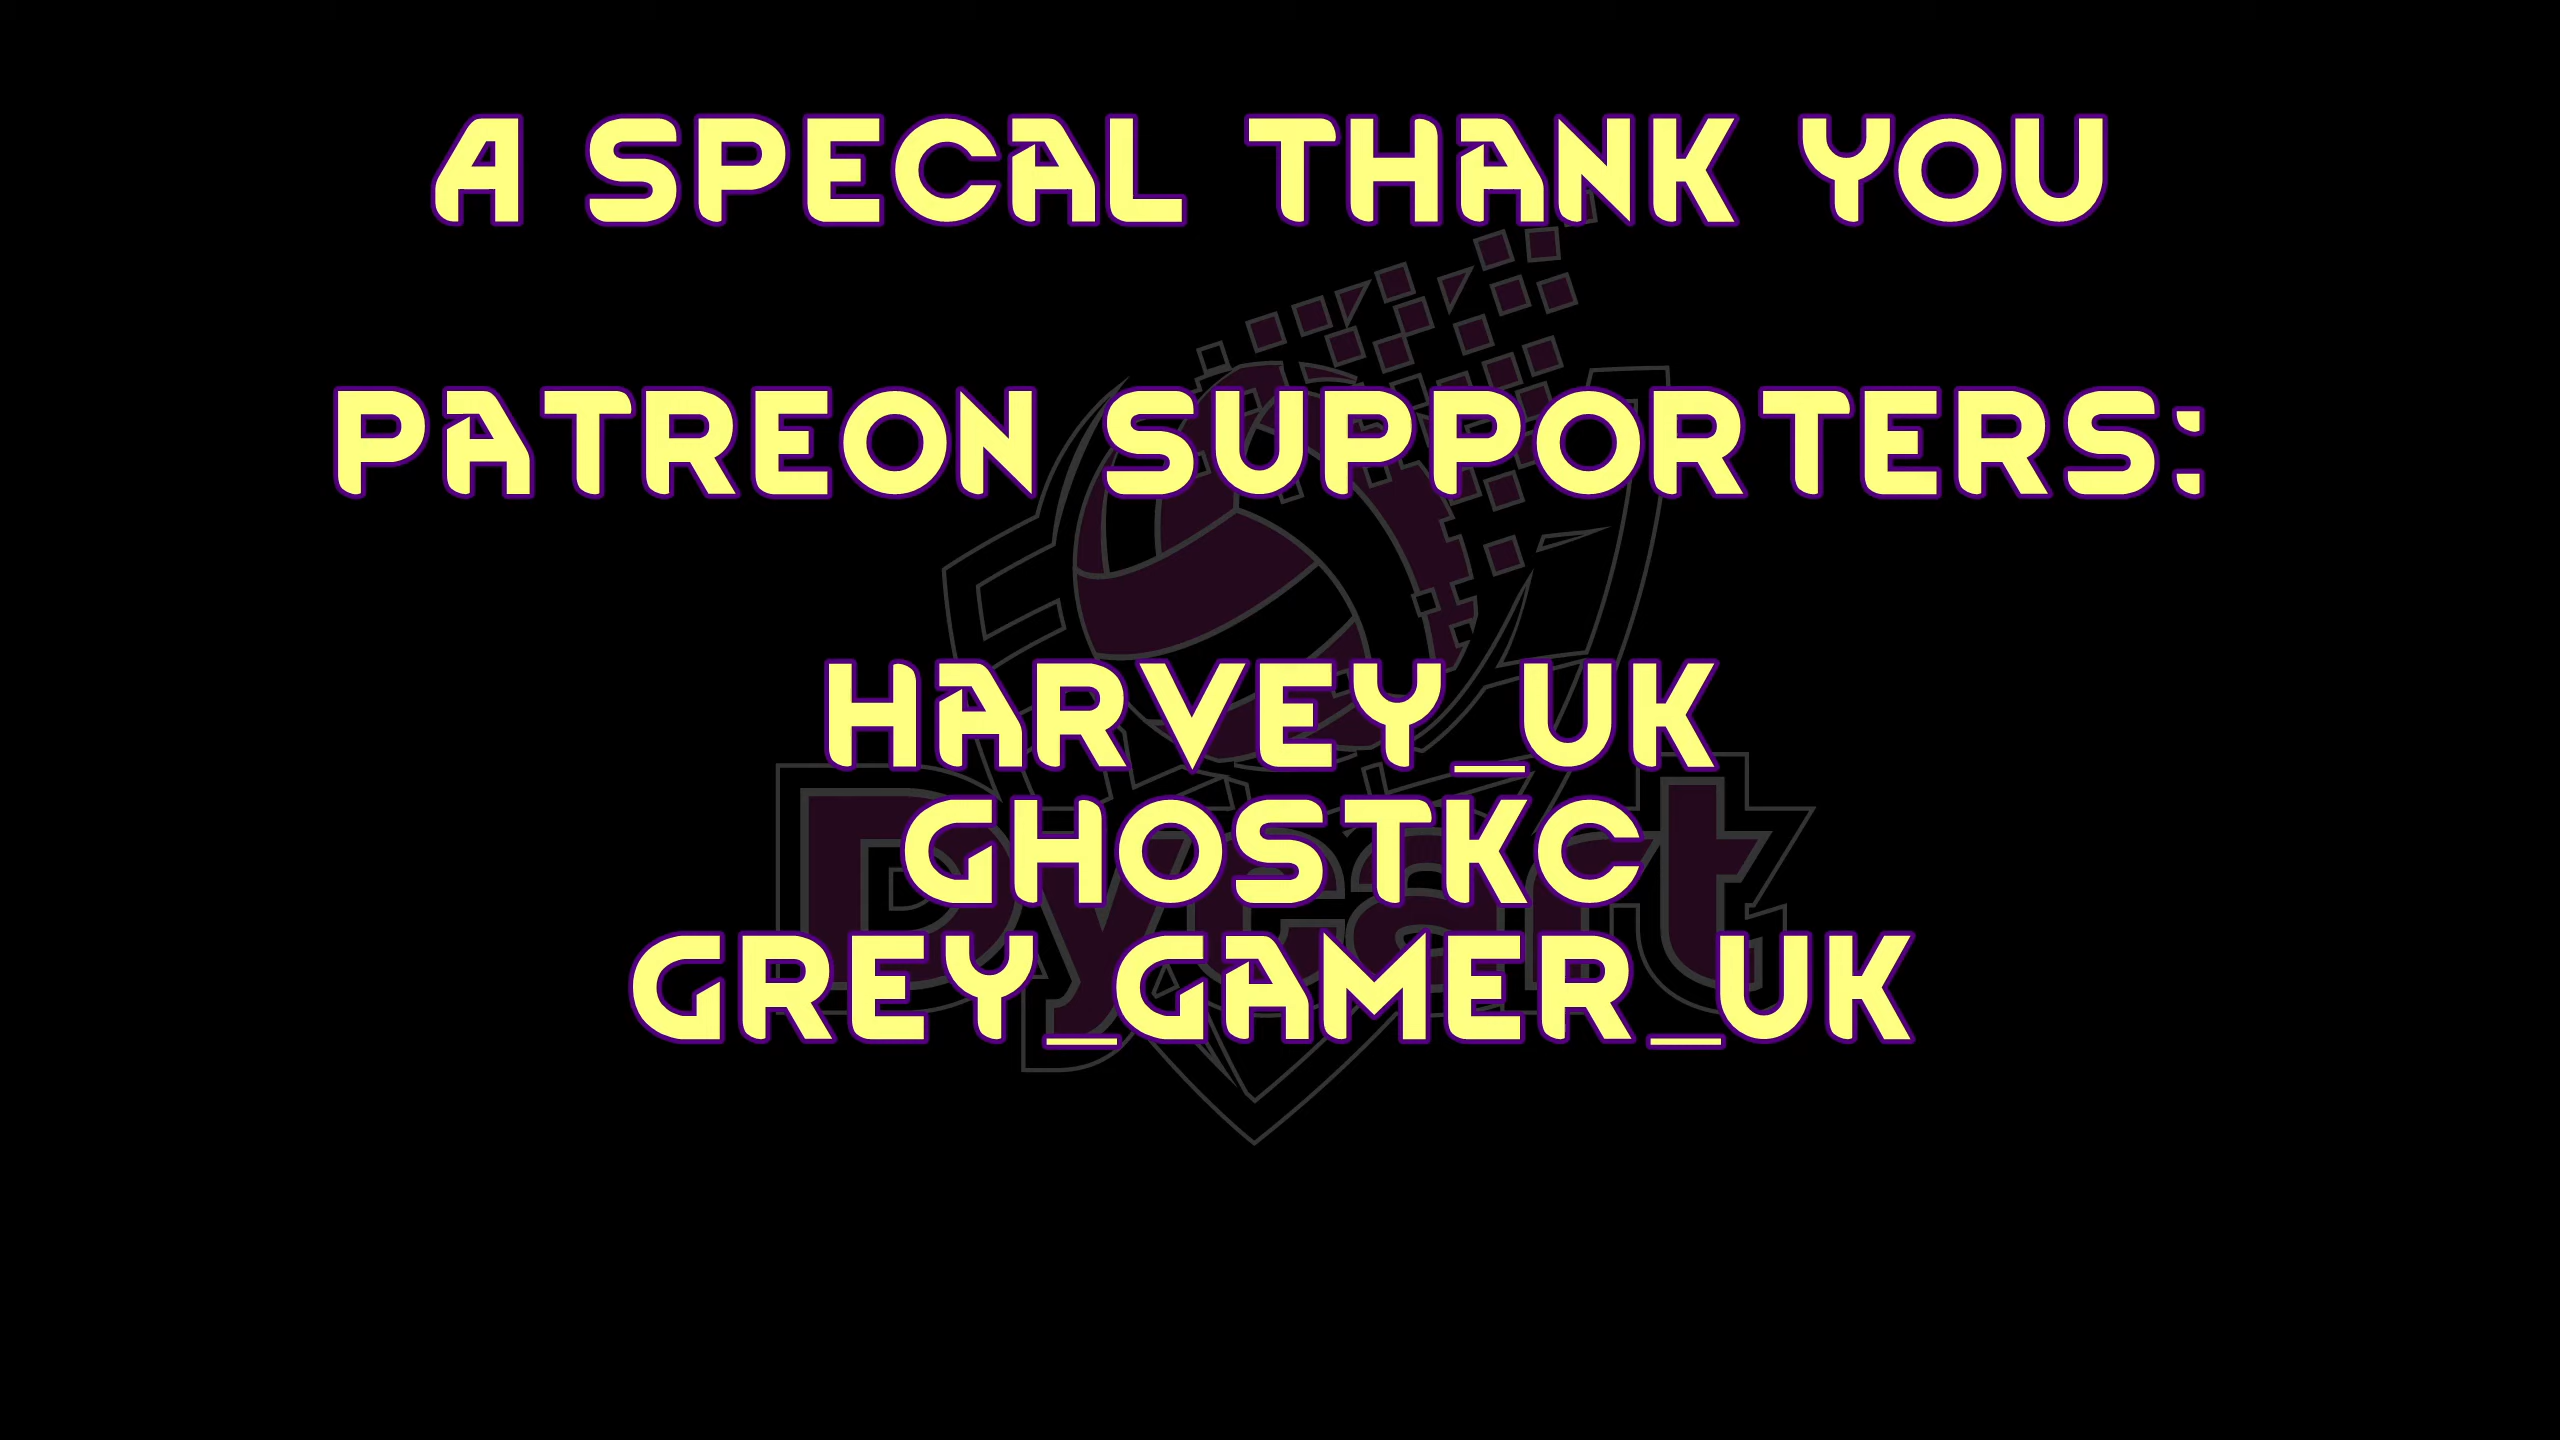 A SPECAL THANK YOU
PATREON SUPPORTERS:
HARVEY_UK
GHOSTKC
GREY_GAMER_UK